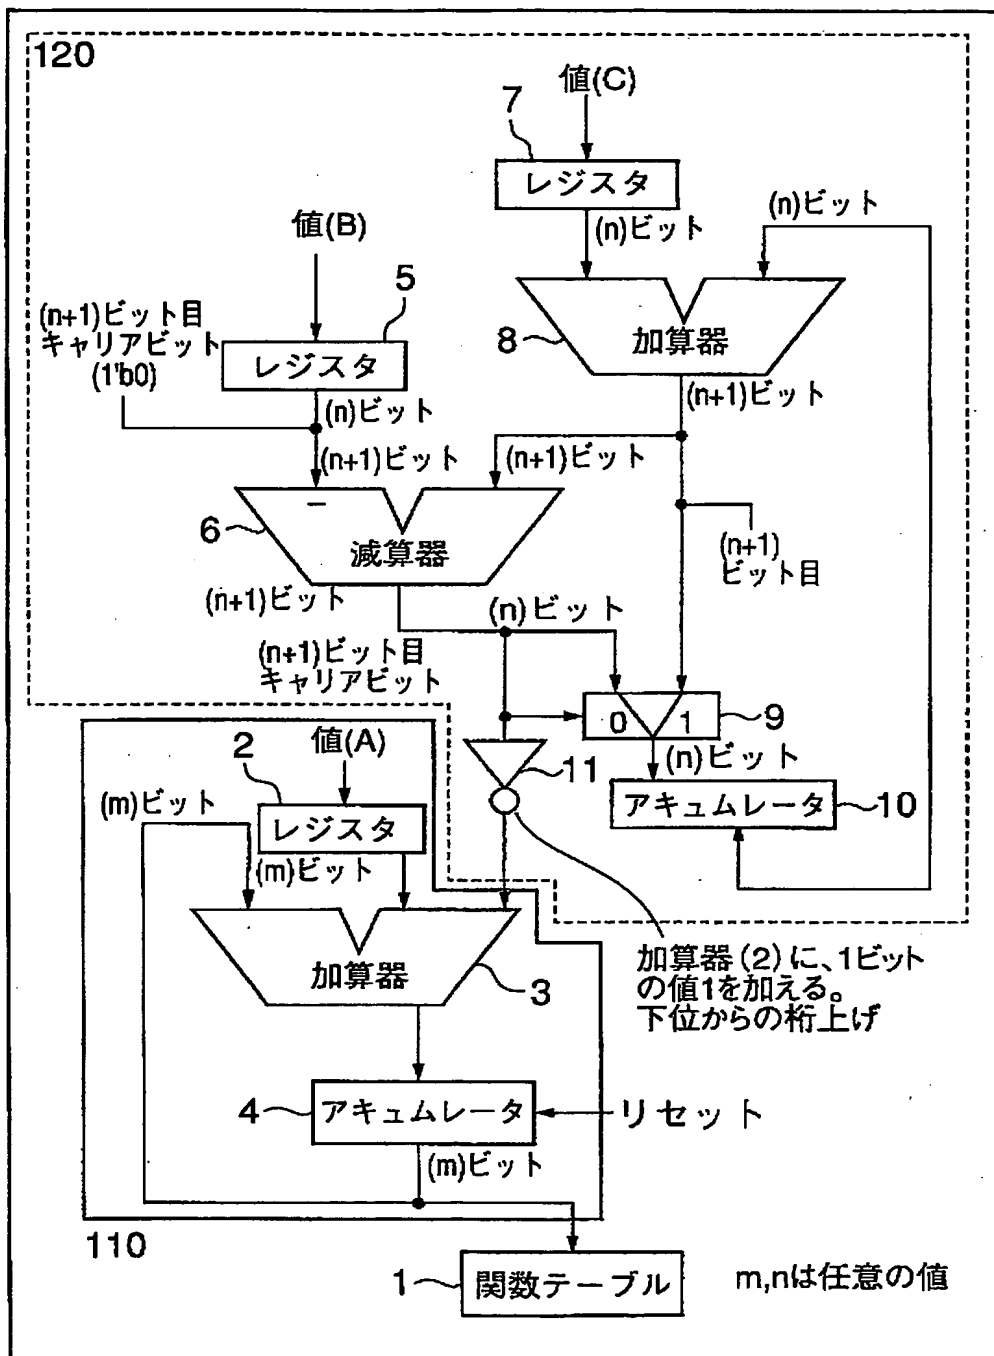 120
値(C)
7
レジスタ
(n)ビット
(n)ビット
値(B)
5
(n+1)ビット目
キャリアビット
(1'b0)
レジスタ
8
加算器
(n)ビット
(n+1)ビット
(n+1)ビット
(n+1)ビット
−
6
減算器
(n+1)
ビット目
(n+1)ビット
(n)ビット
(n+1)ビット目
キャリアビット
0
1
9
2
値(A)
11
(n)ビット
(m)ビット
レジスタ
アキュムレータ
10
(m)ビット
加算器
3
加算器(2)に、1ビット
の値1を加える。
下位からの桁上げ
4
アキュムレータ
リセット
(m)ビット
110
1
関数テーブル
m,nは任意の値